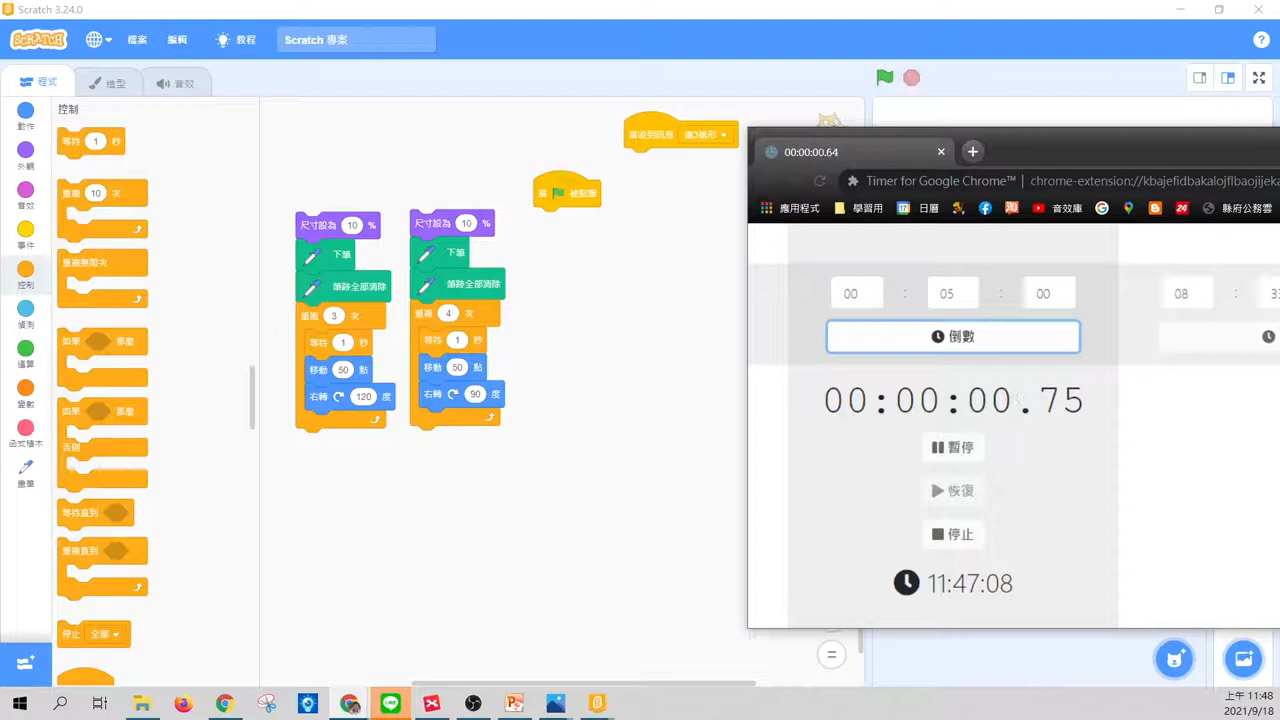 Scratch 3.24.0
SCRATCH
檔案
編輯
教程
Scratch 專案
程式
造型
音效
動作
外觀
音效
事件
控制
偵測
運算
變數
函式積木
畫筆
控制
等待 1 秒
重複 10 次
重複無限次
如果 那麼
如果 那麼
否則
等待直到
重複直到
停止 全部
尺寸設為 10 %
下筆
筆跡全部清除
重複 3 次
等待 1 秒
移動 50 點
右轉 120 度
尺寸設為 10 %
下筆
筆跡全部清除
重複 4 次
等待 1 秒
移動 50 點
右轉 90 度
當 被點擊
當收到訊息
00:00:00.64
Timer for Google Chrome™ | chrome-extension://kbajefidbakalojflbaojijeka
應用程式
學習用
日曆
音效庫
縣府公務雲
00 : 05 : 00
08 :
倒數
00:00:00.75
暫停
恢復
停止
11:47:08
上午 11:48
2021/9/18